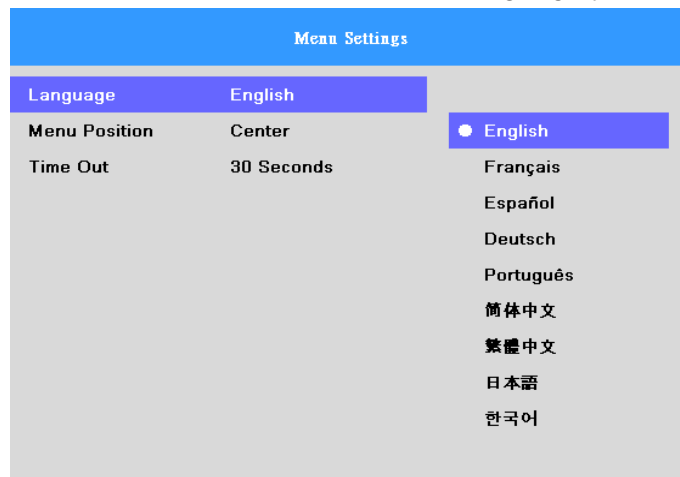 Menu Settings
Language English
Menu Position Center
Time Out 30 Seconds
English
Français
Español
Deutsch
Português
简体中文
繁體中文
日本語
한국어